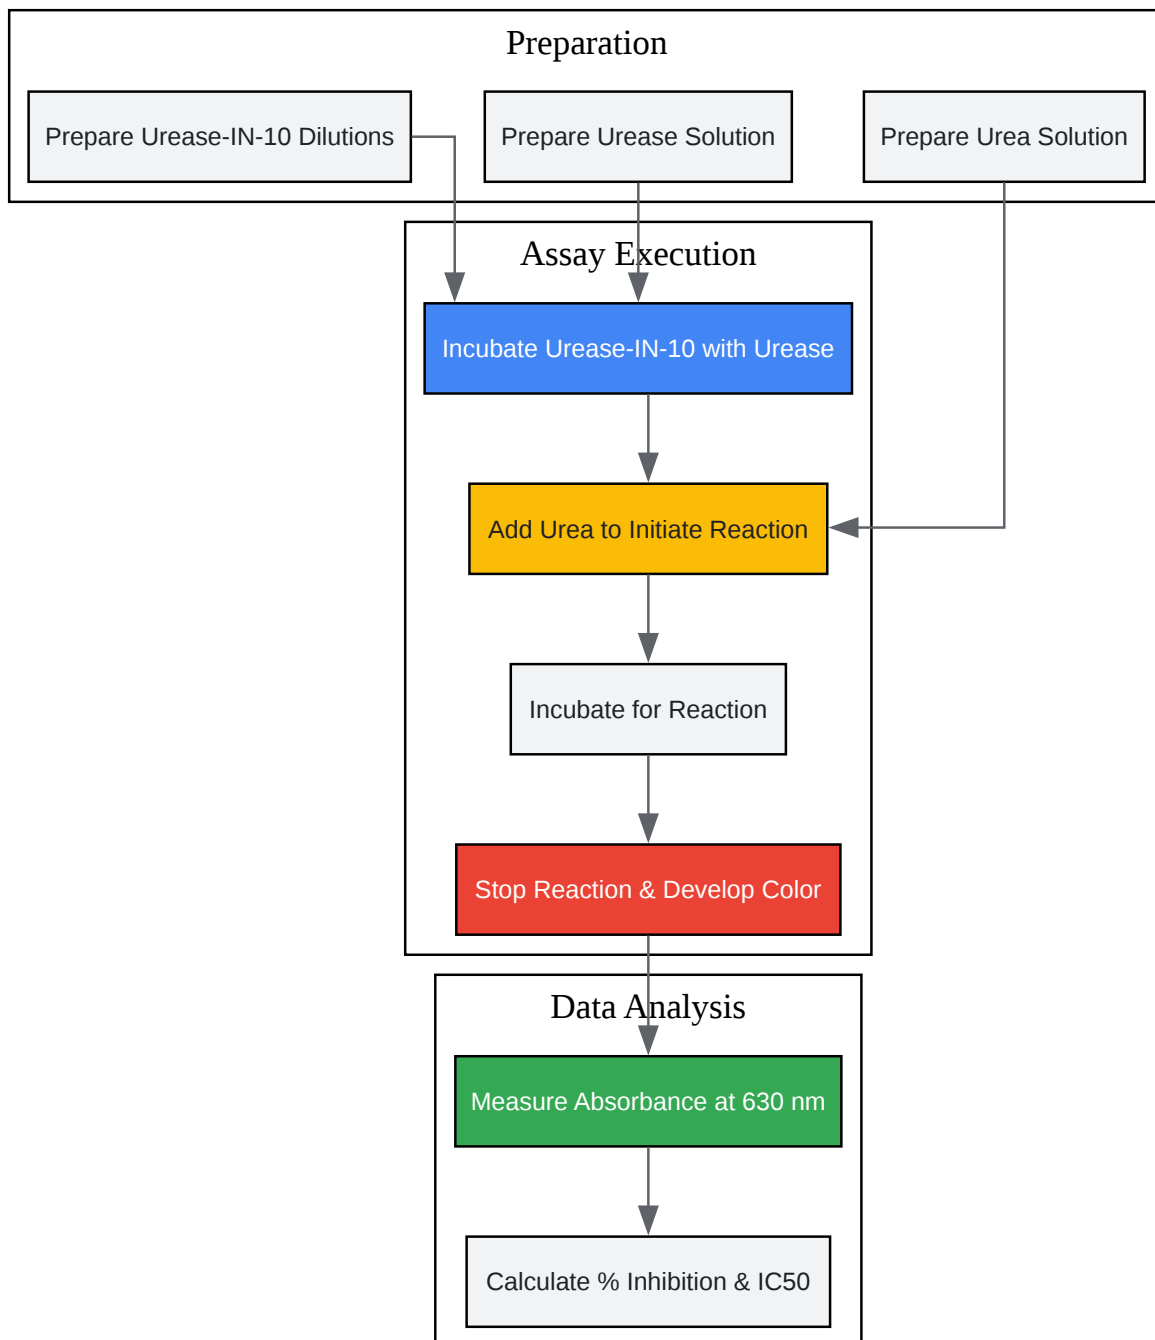 Preparation
Prepare Urease-IN-10 Dilutions
Prepare Urease Solution
Prepare Urea Solution
Assay Execution
Incubate Urease-IN-10 with Urease
Add Urea to Initiate Reaction
Incubate for Reaction
Stop Reaction & Develop Color
Data Analysis
Measure Absorbance at 630 nm
Calculate % Inhibition & IC50